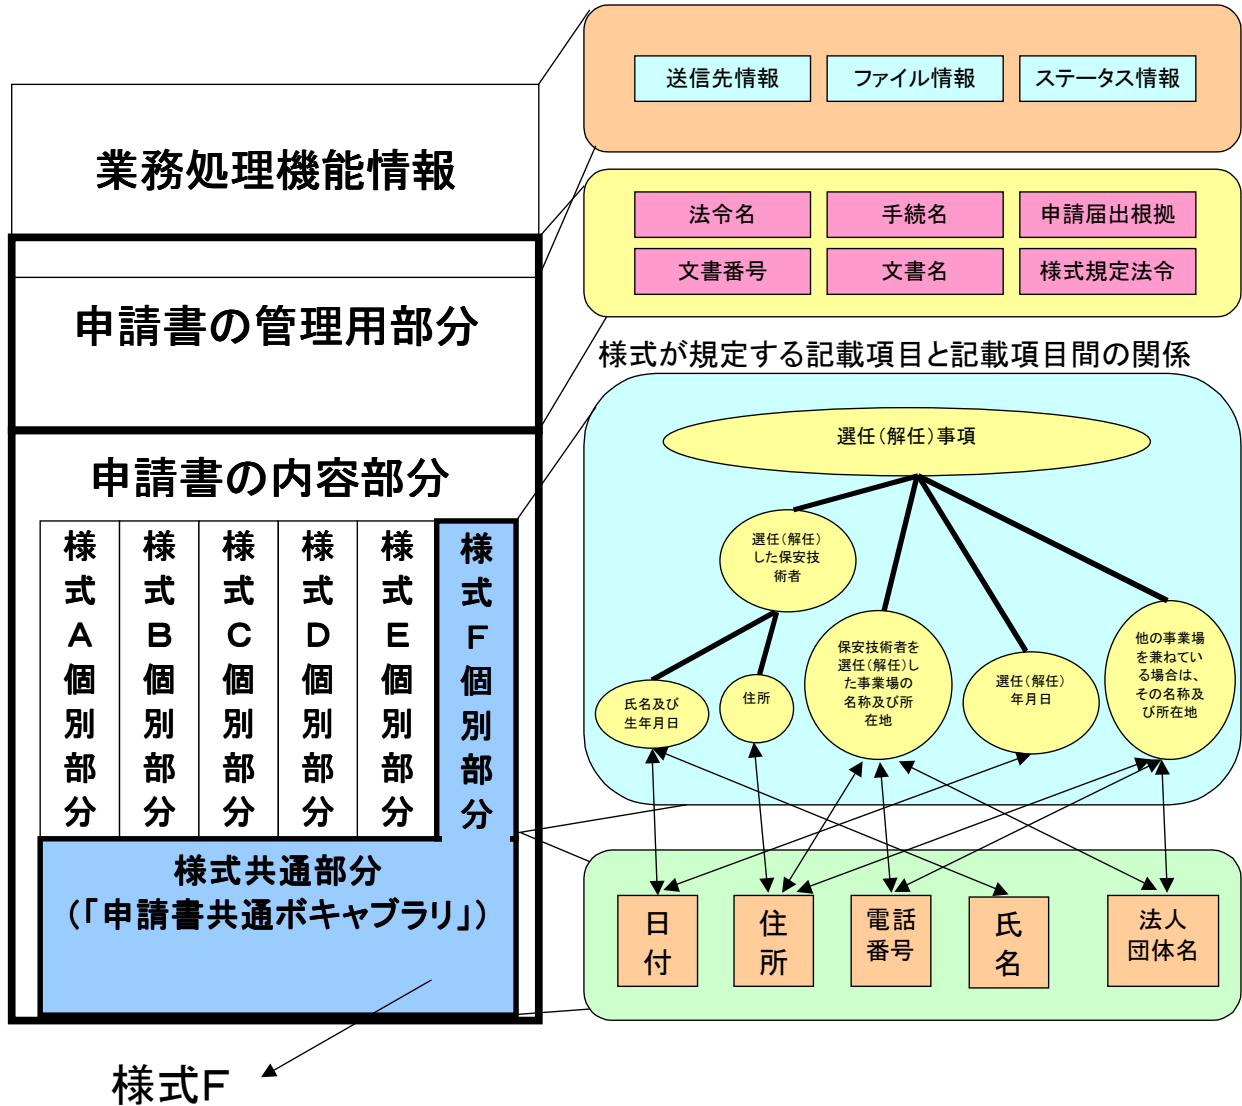 業務処理機能情報
申請書の管理用部分
申請書の内容部分
様式A個別部分
様式B個別部分
様式C個別部分
様式D個別部分
様式E個別部分
様式F個別部分
様式共通部分
(「申請書共通ボキャブラリ」)
様式F
送信先情報
ファイル情報
ステータス情報
法令名
手続名
申請届出根拠
文書番号
文書名
様式規定法令
様式が規定する記載項目と記載項目間の関係
選任(解任)事項
選任(解任)
した保安技
術者
氏名及び
生年月日
住所
保安技術者を
選任(解任)し
た事業場の
名称及び所
在地
選任(解任)
年月日
他の事業場
を兼ねてい
る場合は、
その名称及
び所在地
日付
住所
電話
番号
氏名
法人
団体名